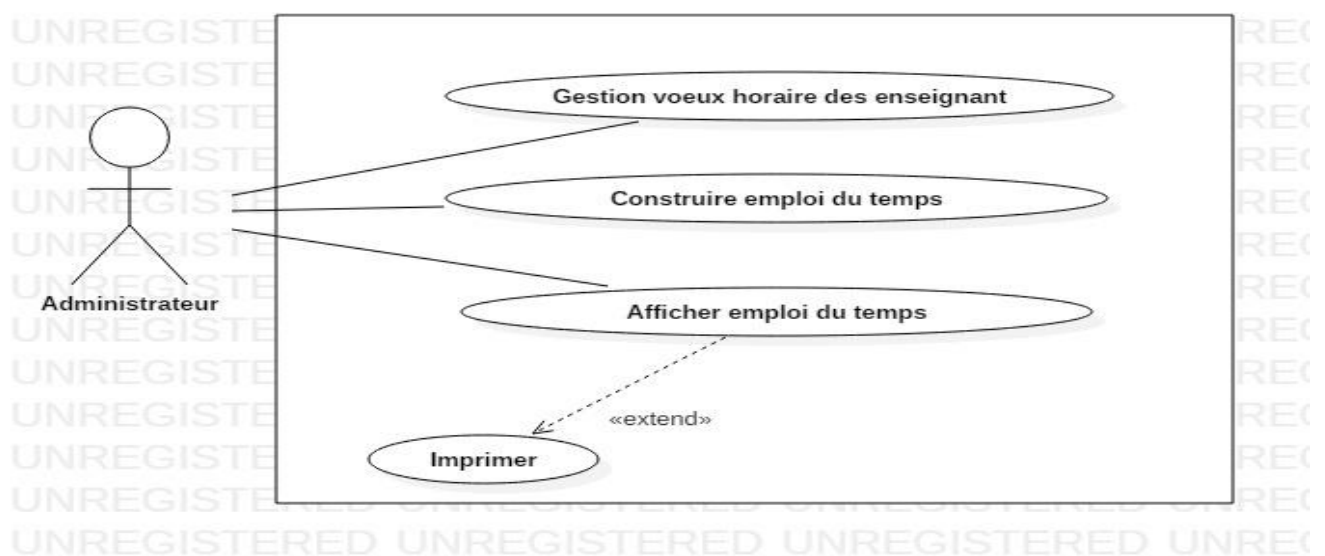 Gestion voeux horaire des enseignant
Construire emploi du temps
Administrateur
Afficher emploi du temps
«extend»
Imprimer
UNREGISTERED UNREGISTERED UNREGISTERED UNREG